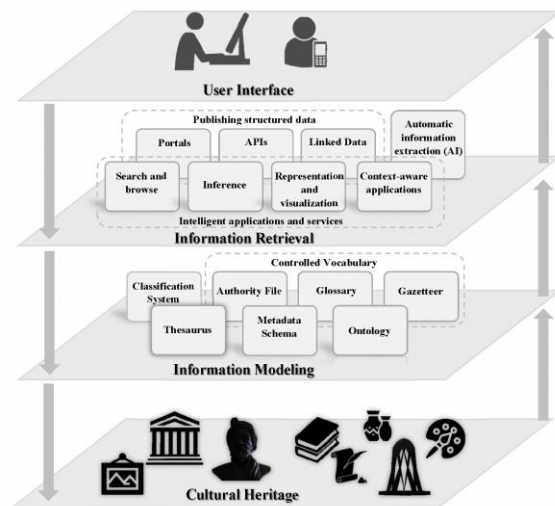 User Interface
Publishing structured data
Automatic
information
extraction (AI)
Portals
APIs
Linked Data
Search and
browse
Inference
Representation
and
visualization
Context-aware
applications
Intelligent applications and services
Information Retrieval
Controlled Vocabulary
Classification
System
Authority File
Glossary
Gazetteer
Thesaurus
Metadata
Schema
Ontology
Information Modeling
Cultural Heritage